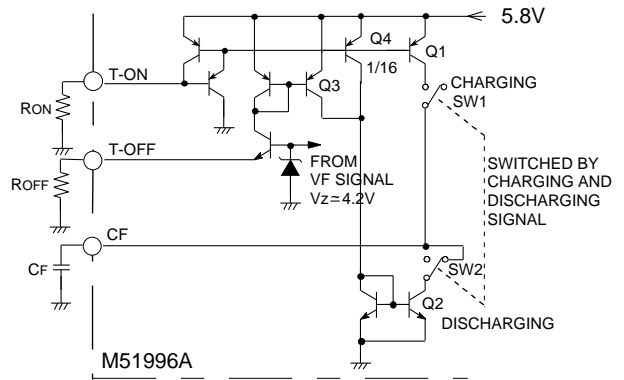 5.8V
Q4
Q1
T-ON
1/16
Q3
CHARGING
SW1
RON
T-OFF
FROM
VF SIGNAL
Vz≃4.2V
SWITCHED BY
CHARGING AND
DISCHARGING
SIGNAL
ROFF
CF
CF
SW2
Q2
DISCHARGING
M51996A